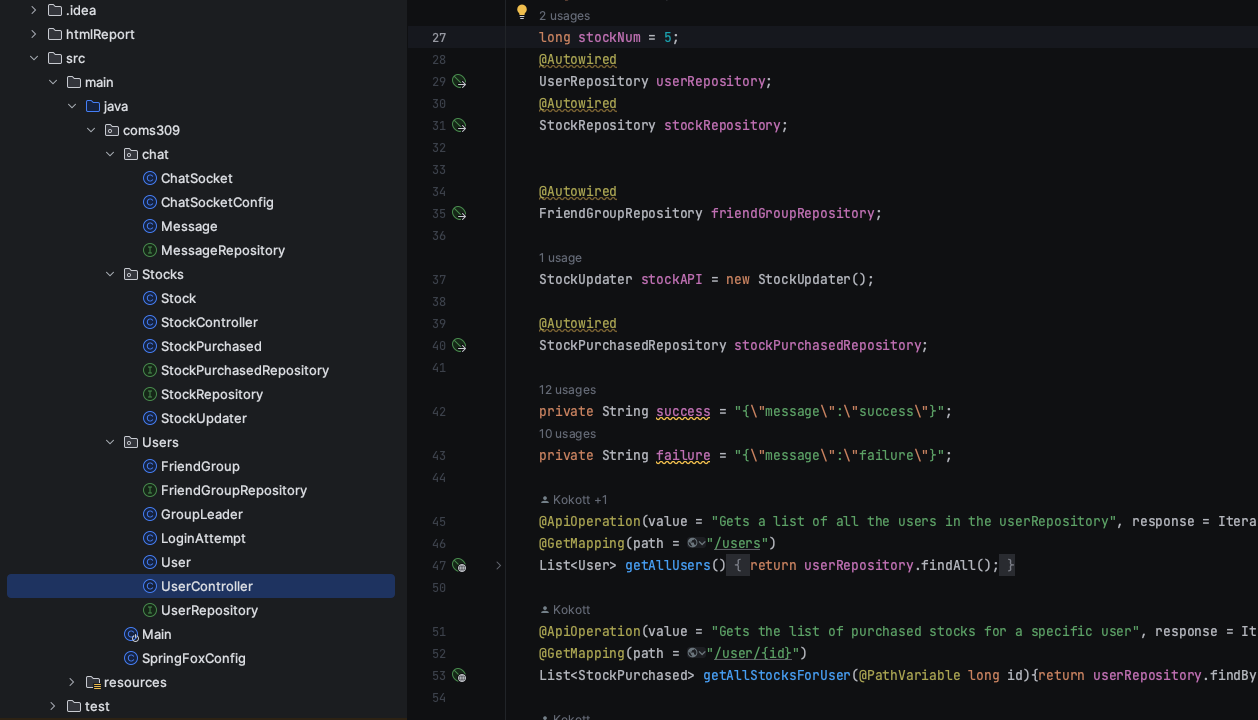 .idea
htmlReport
src
main
java
coms309
chat
ChatSocket
ChatSocketConfig
Message
MessageRepository
Stocks
Stock
StockController
StockPurchased
StockPurchasedRepository
StockRepository
StockUpdater
Users
FriendGroup
FriendGroupRepository
GroupLeader
LoginAttempt
User
UserController
UserRepository
Main
SpringFoxConfig
resources
test
2 usages
27 long stockNum = 5;
28 @Autowired
29 UserRepository userRepository;
30 @Autowired
31 StockRepository stockRepository;
32
33
34 @Autowired
35 FriendGroupRepository friendGroupRepository;
36
1 usage
37 StockUpdater stockAPI = new StockUpdater();
38
39 @Autowired
40 StockPurchasedRepository stockPurchasedRepository;
41
12 usages
42 private String success = "{\"message\":\"success\"}";
10 usages
43 private String failure = "{\"message\":\"failure\"}";
44
Kokott +1
45 @ApiOperation(value = "Gets a list of all the users in the userRepository", response = Itera
46 @GetMapping(path = "/users")
47 List<User> getAllUsers() { return userRepository.findAll(); }
50
Kokott
51 @ApiOperation(value = "Gets the list of purchased stocks for a specific user", response = It
52 @GetMapping(path = "/user/{id}")
53 List<StockPurchased> getAllStocksForUser(@PathVariable long id){return userRepository.findBy
54
Kokott